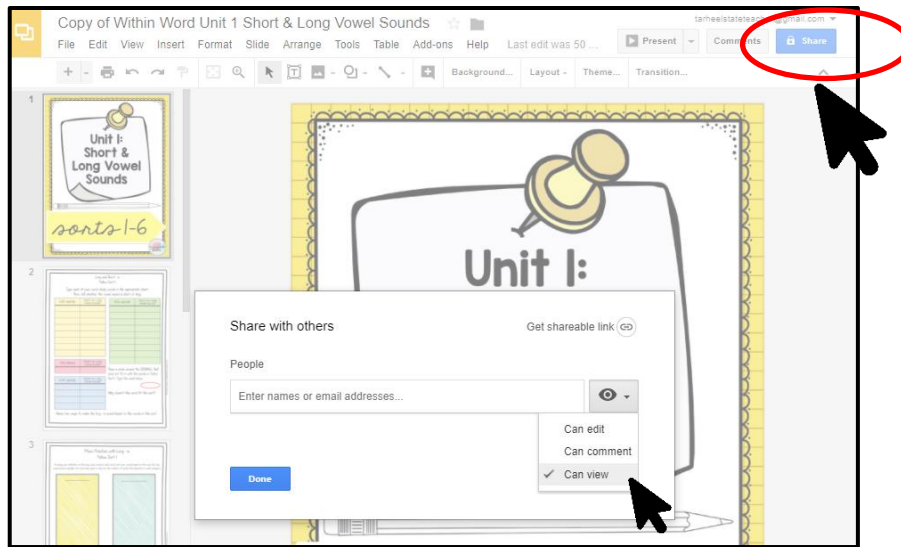 Copy of Within Word Unit 1 Short & Long Vowel Sounds
File Edit View Insert Format Slide Arrange Tools Table Add-ons Help Last edit was 50 ...
Present Comments Share
Background... Layout Theme... Transition...
1
Unit I:
Short &
Long Vowel
Sounds
sorts 1-6
2
3
Unit I:
Share with others
Get shareable link
People
Enter names or email addresses...
Can edit
Can comment
Can view
Done